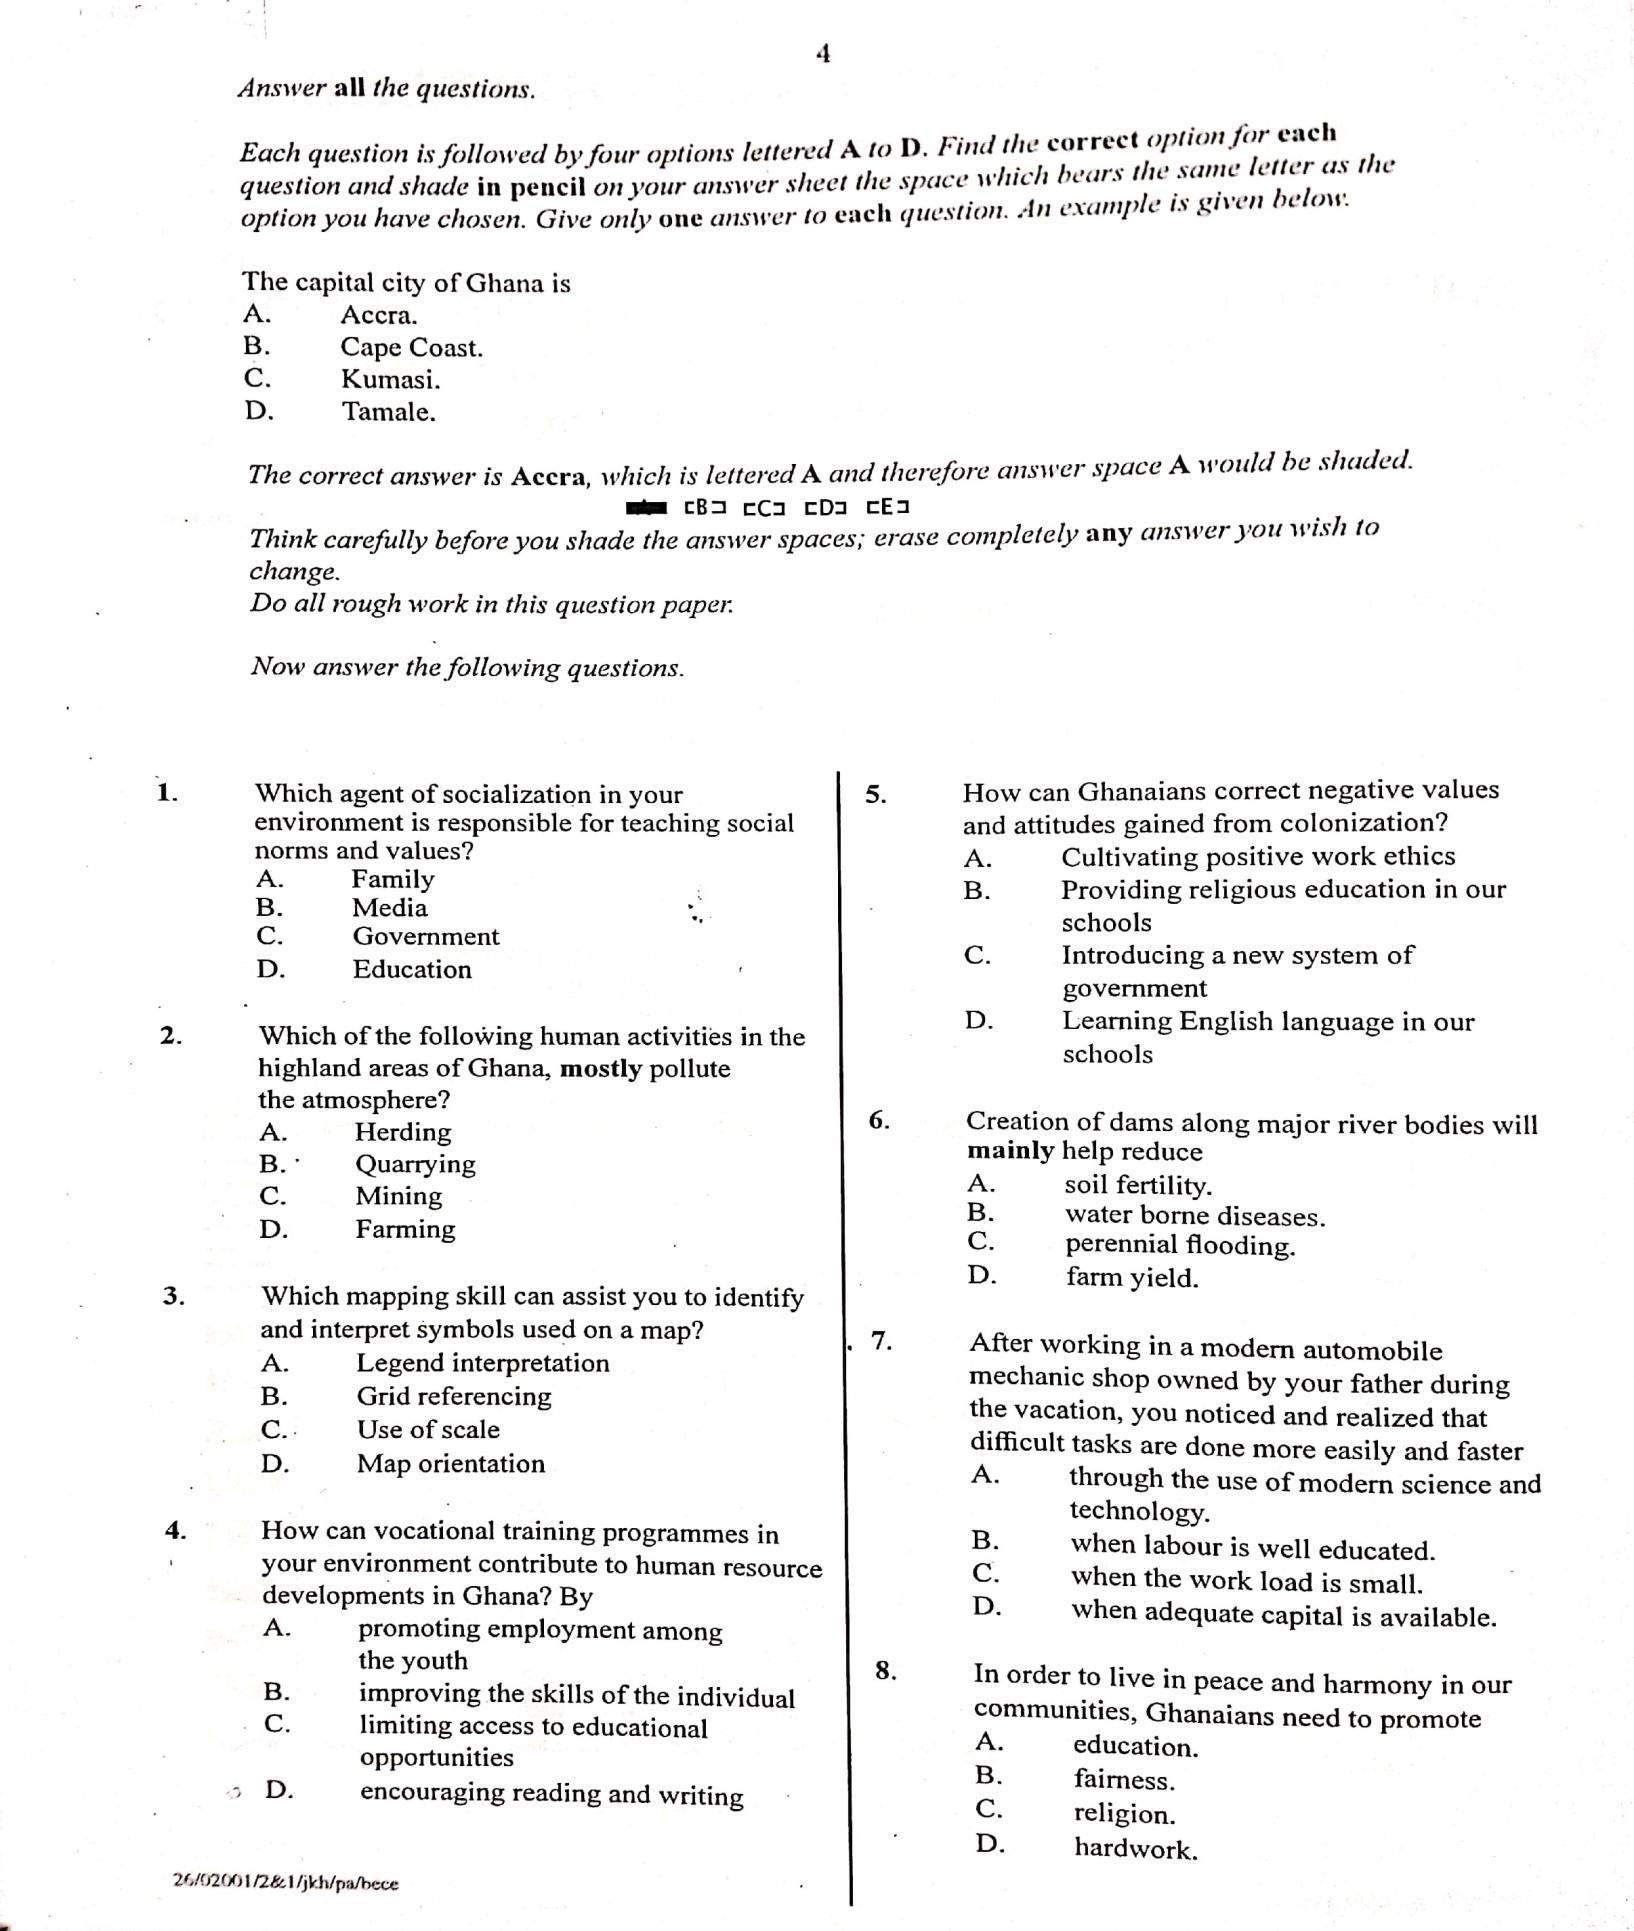 4
Answer all the questions.
Each question is followed by four options lettered A to D. Find the correct option for each
question and shade in pencil on your answer sheet the space which bears the same letter as the
option you have chosen. Give only one answer to each question. An example is given below.
The capital city of Ghana is
A. Accra.
B. Cape Coast.
C. Kumasi.
D. Tamale.
The correct answer is Accra, which is lettered A and therefore answer space A would be shaded.
[B] [C] [D] [E]
Think carefully before you shade the answer spaces; erase completely any answer you wish to
change.
Do all rough work in this question paper.
Now answer the following questions.
1. Which agent of socialization in your
environment is responsible for teaching social
norms and values?
A. Family
B. Media
C. Government
D. Education
2. Which of the following human activities in the
highland areas of Ghana, mostly pollute
the atmosphere?
A. Herding
B. Quarrying
C. Mining
D. Farming
3. Which mapping skill can assist you to identify
and interpret symbols used on a map?
A. Legend interpretation
B. Grid referencing
C. Use of scale
D. Map orientation
4. How can vocational training programmes in
your environment contribute to human resource
developments in Ghana? By
A. promoting employment among
the youth
B. improving the skills of the individual
C. limiting access to educational
opportunities
D. encouraging reading and writing
26/02001/2&1/jkh/pa/bece
5. How can Ghanaians correct negative values
and attitudes gained from colonization?
A. Cultivating positive work ethics
B. Providing religious education in our
schools
C. Introducing a new system of
government
D. Learning English language in our
schools
6. Creation of dams along major river bodies will
mainly help reduce
A. soil fertility.
B. water borne diseases.
C. perennial flooding.
D. farm yield.
7. After working in a modern automobile
mechanic shop owned by your father during
the vacation, you noticed and realized that
difficult tasks are done more easily and faster
A. through the use of modern science and
technology.
B. when labour is well educated.
C. when the work load is small.
D. when adequate capital is available.
8. In order to live in peace and harmony in our
communities, Ghanaians need to promote
A. education.
B. fairness.
C. religion.
D. hardwork.